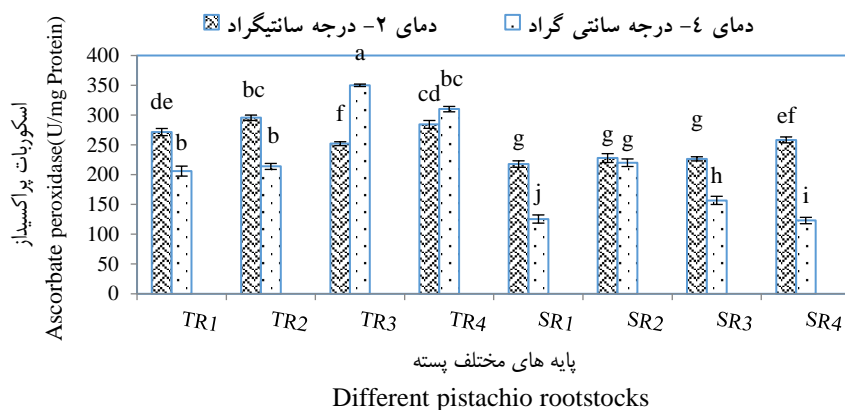 دمای ۲- درجه سانتیگراد
دمای ٤- درجه سانتی گراد
اسکوربات پراکسیداز
Ascorbate peroxidase(U/mg Protein)
400
350
300
250
200
150
100
50
0
de
b
bc
b
f
a
cd
bc
g
j
g
g
g
h
ef
i
TR1
TR2
TR3
TR4
SR1
SR2
SR3
SR4
پایه های مختلف پسته
Different pistachio rootstocks